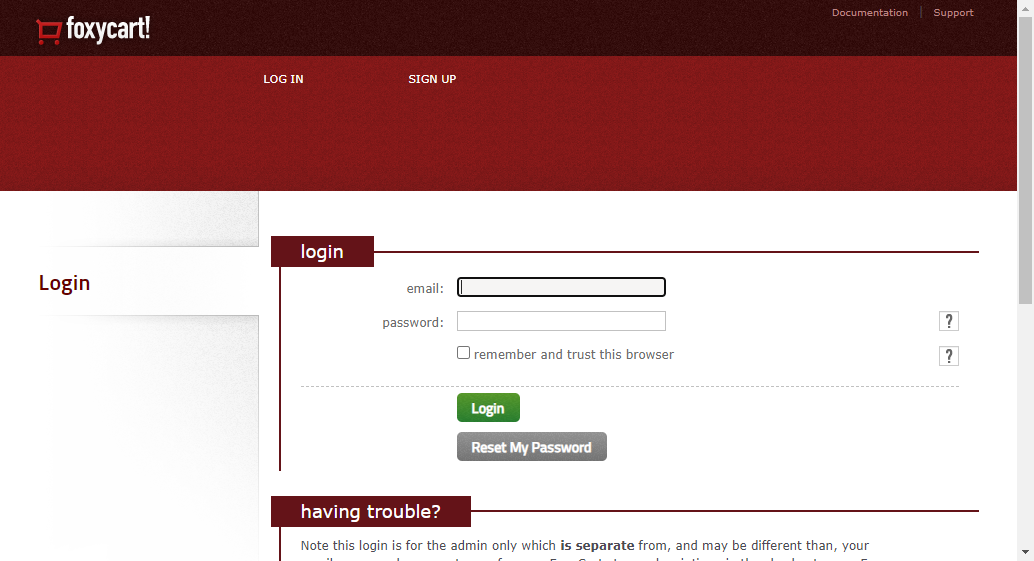 foxycart!
Documentation
Support
LOG IN
SIGN UP
Login
login
email:
password:
?
remember and trust this browser
?
Login
Reset My Password
having trouble?
Note this login is for the admin only which is separate from, and may be different than, your